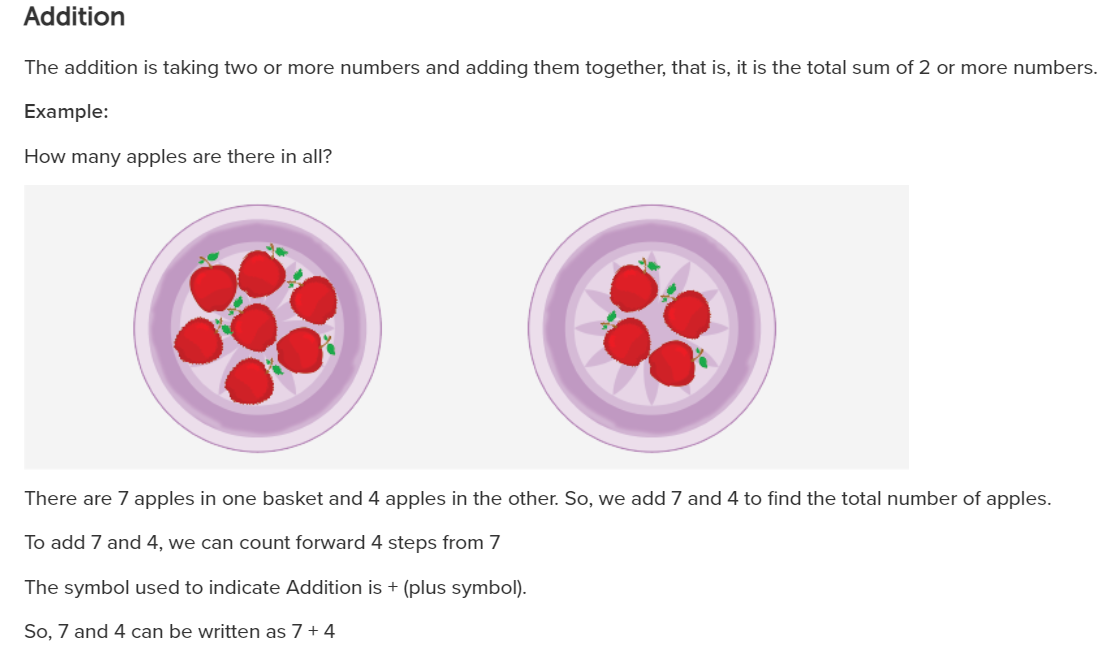 Addition
The addition is taking two or more numbers and adding them together, that is, it is the total sum of 2 or more numbers.
Example:
How many apples are there in all?
There are 7 apples in one basket and 4 apples in the other. So, we add 7 and 4 to find the total number of apples.
To add 7 and 4, we can count forward 4 steps from 7
The symbol used to indicate Addition is + (plus symbol).
So, 7 and 4 can be written as 7 + 4